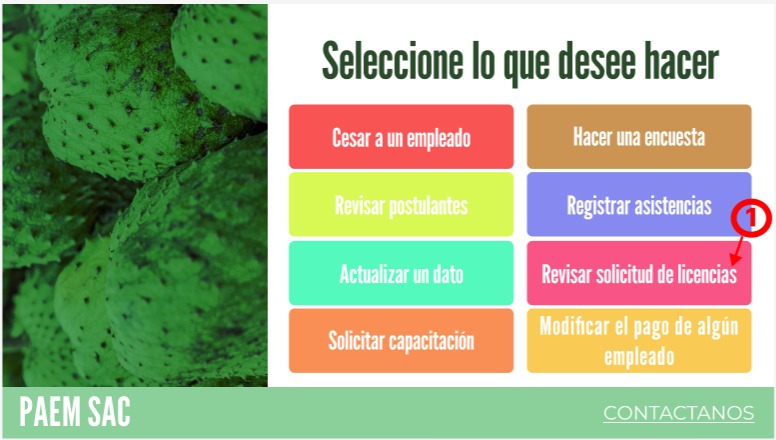 Seleccione lo que desee hacer
Cesar a un empleado
Hacer una encuesta
Revisar postulantes
Registrar asistencias
1
Actualizar un dato
Revisar solicitud de licencias
Solicitar capacitación
Modificar el pago de algún
empleado
PAEM SAC
CONTACTANOS